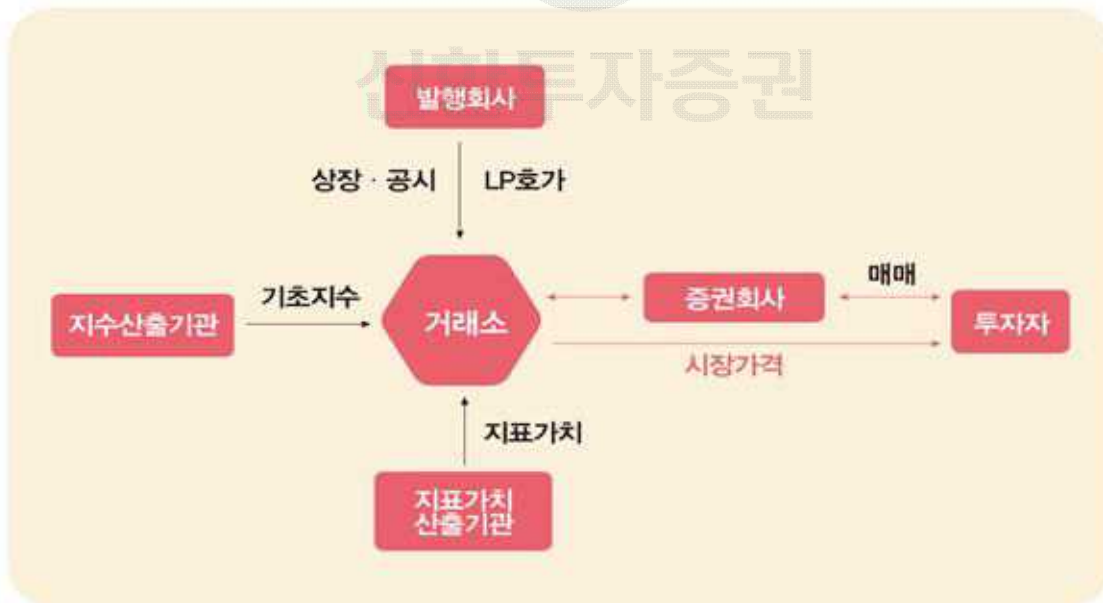 신한투자증권
발행회사
상장 · 공시 LP호가
지수산출기관
기초지수
거래소
증권회사
매매
투자자
시장가격
지표가치
지표가치
산출기관